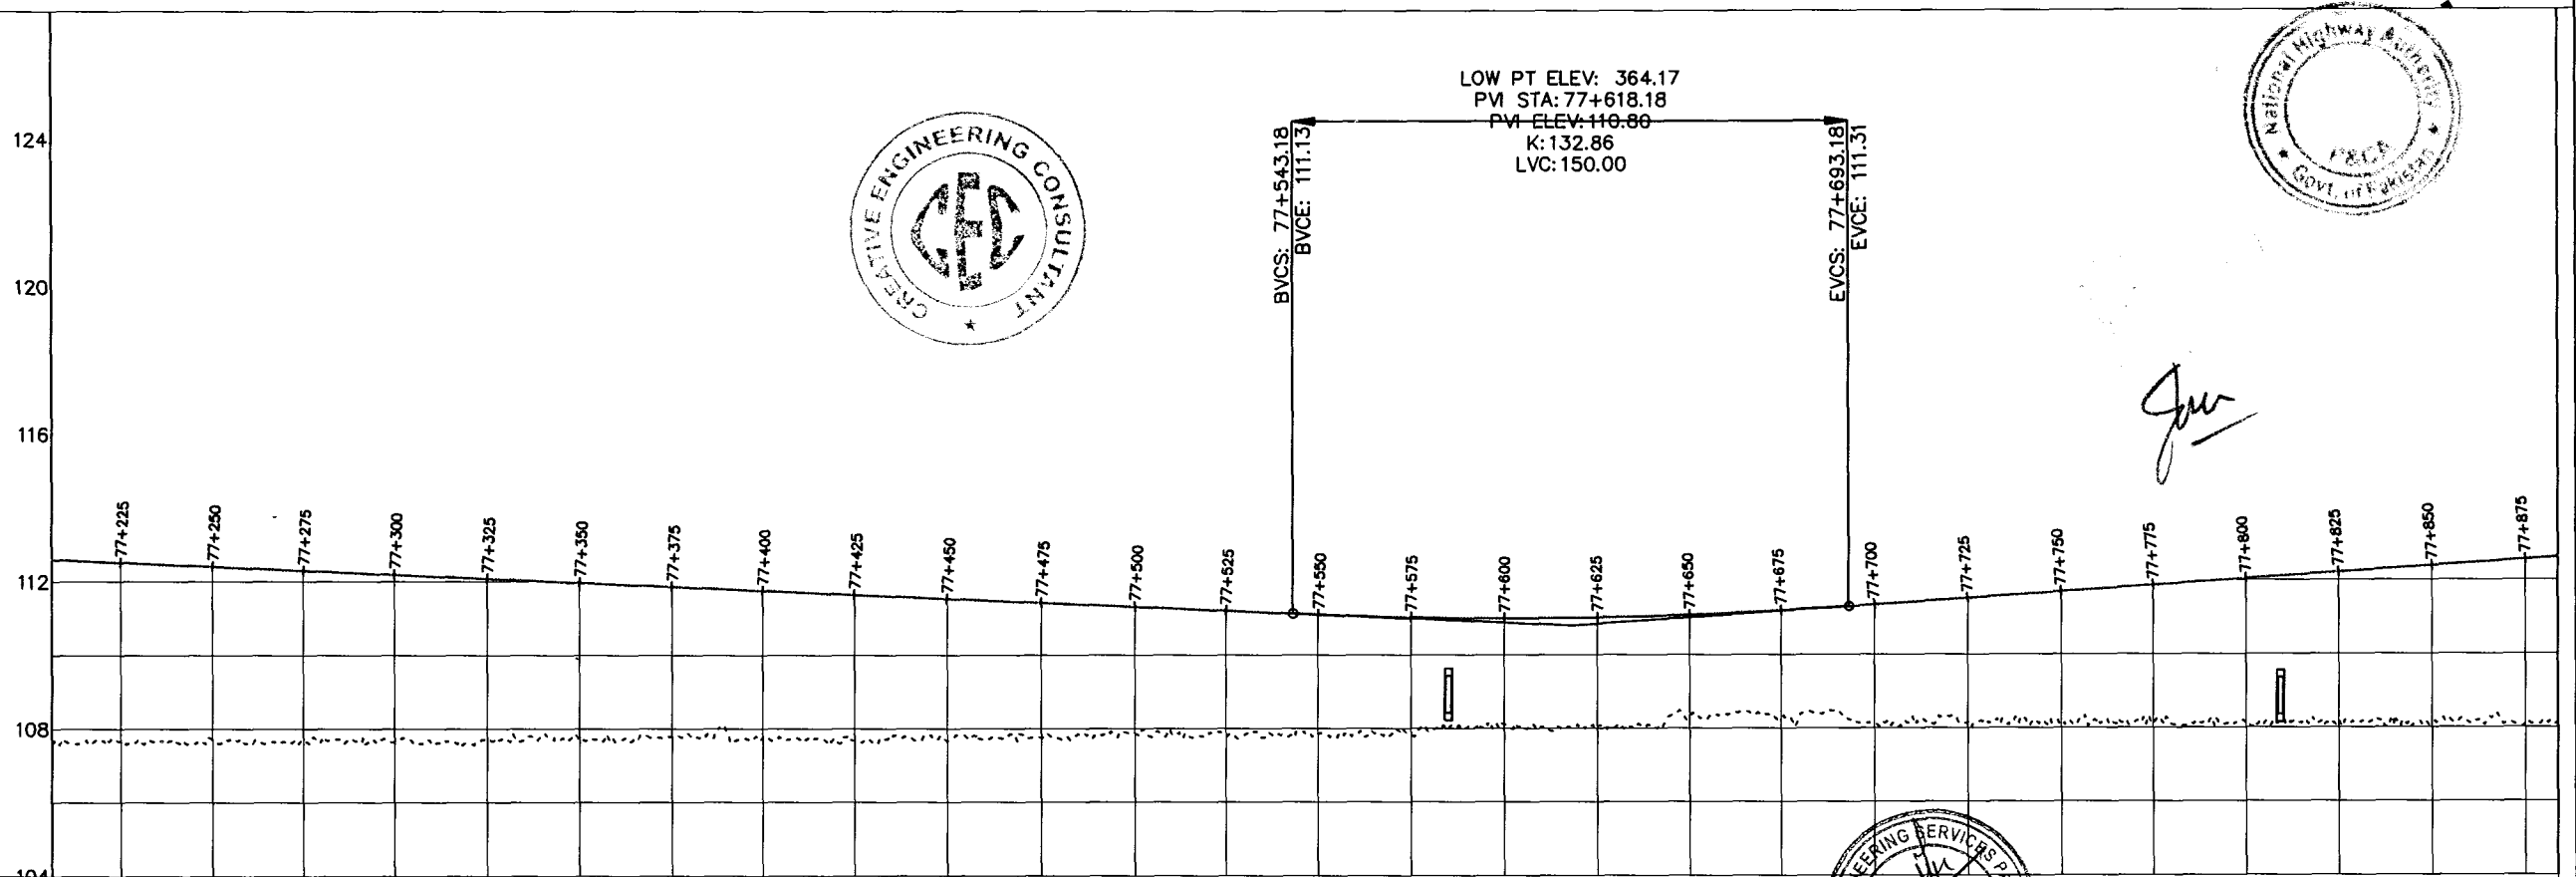 LOW PT ELEV: 364.17
PVI STA: 77+618.18
PVI ELEV: 110.80
K: 132.86
LVC: 150.00
BVCS: 77+543.18
BVCE: 111.13
EVCS: 77+693.18
EVCE: 111.31
CREATIVE ENGINEERING CONSULTANT
CEC
National Highway Authority
P&CA
Govt. of Pakistan
124
120
116
112
108
104
77+225
77+250
77+275
77+300
77+325
77+350
77+375
77+400
77+425
77+450
77+475
77+500
77+525
77+550
77+575
77+600
77+625
77+650
77+675
77+700
77+725
77+750
77+775
77+800
77+825
77+850
77+875
EERING SERVICES P